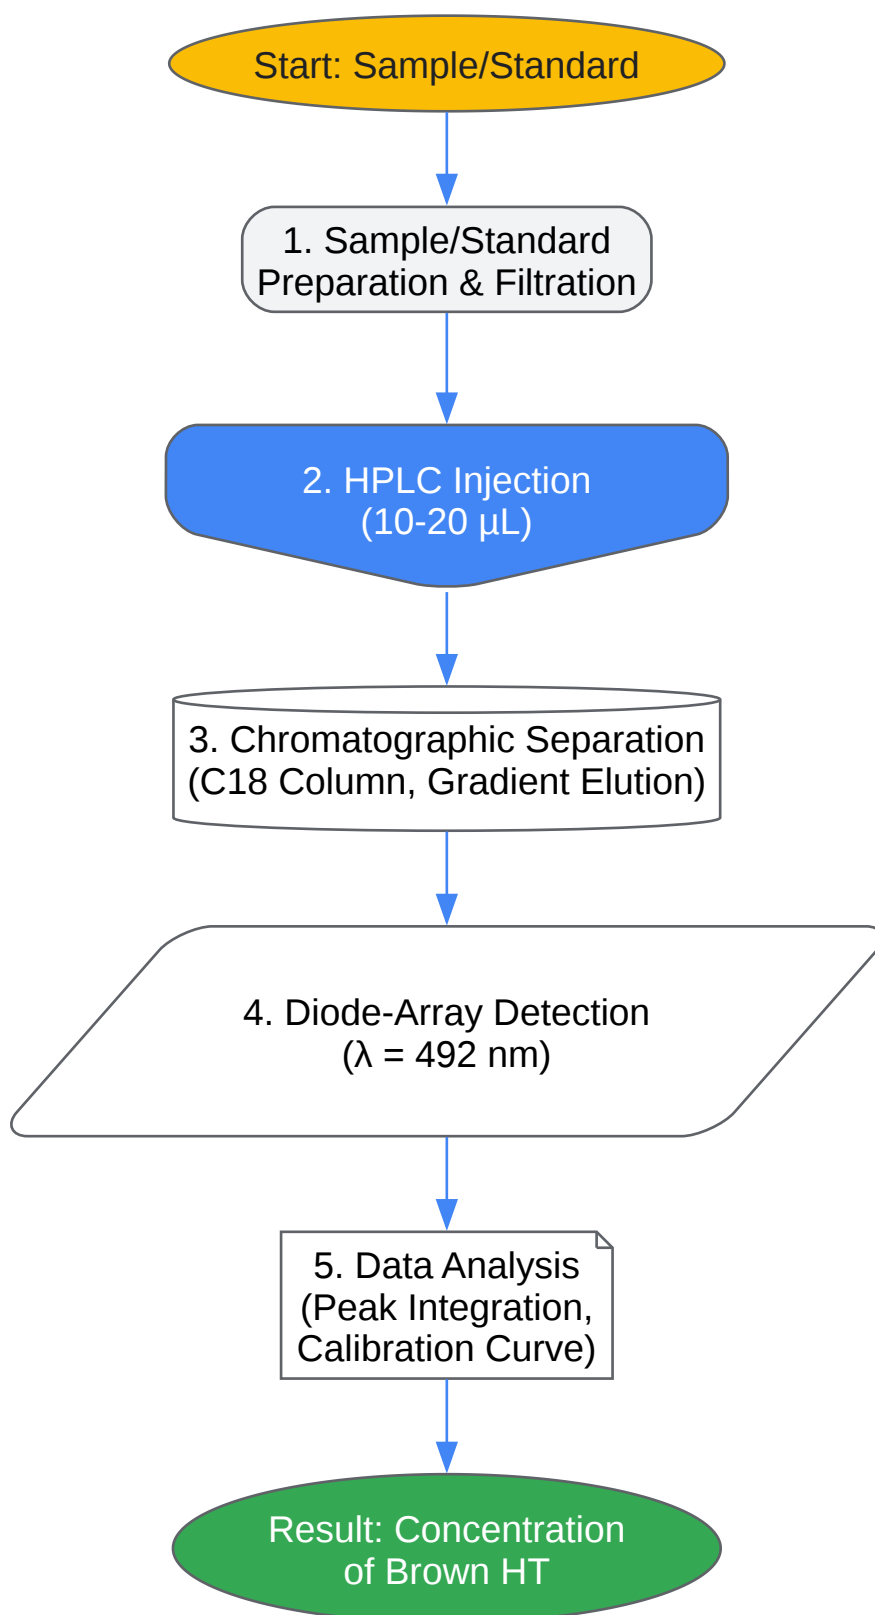 Start: Sample/Standard
1. Sample/Standard
Preparation & Filtration
2. HPLC Injection
(10-20 µL)
3. Chromatographic Separation
(C18 Column, Gradient Elution)
4. Diode-Array Detection
(λ = 492 nm)
5. Data Analysis
(Peak Integration,
Calibration Curve)
Result: Concentration
of Brown HT